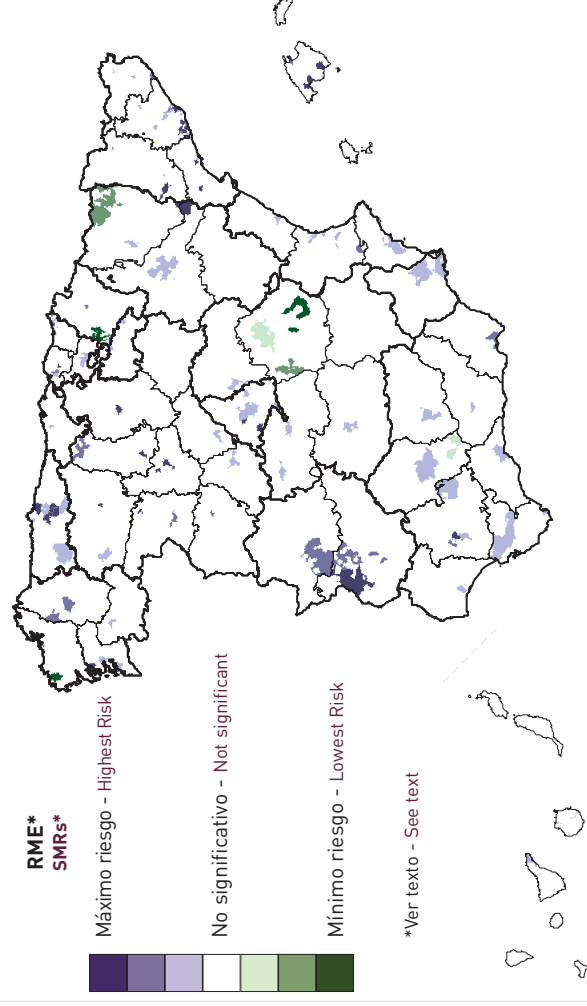 RME*
SMRs*
Máximo riesgo - Highest Risk
No significativo - Not significant
Mínimo riesgo - Lowest Risk
*Ver texto - See text